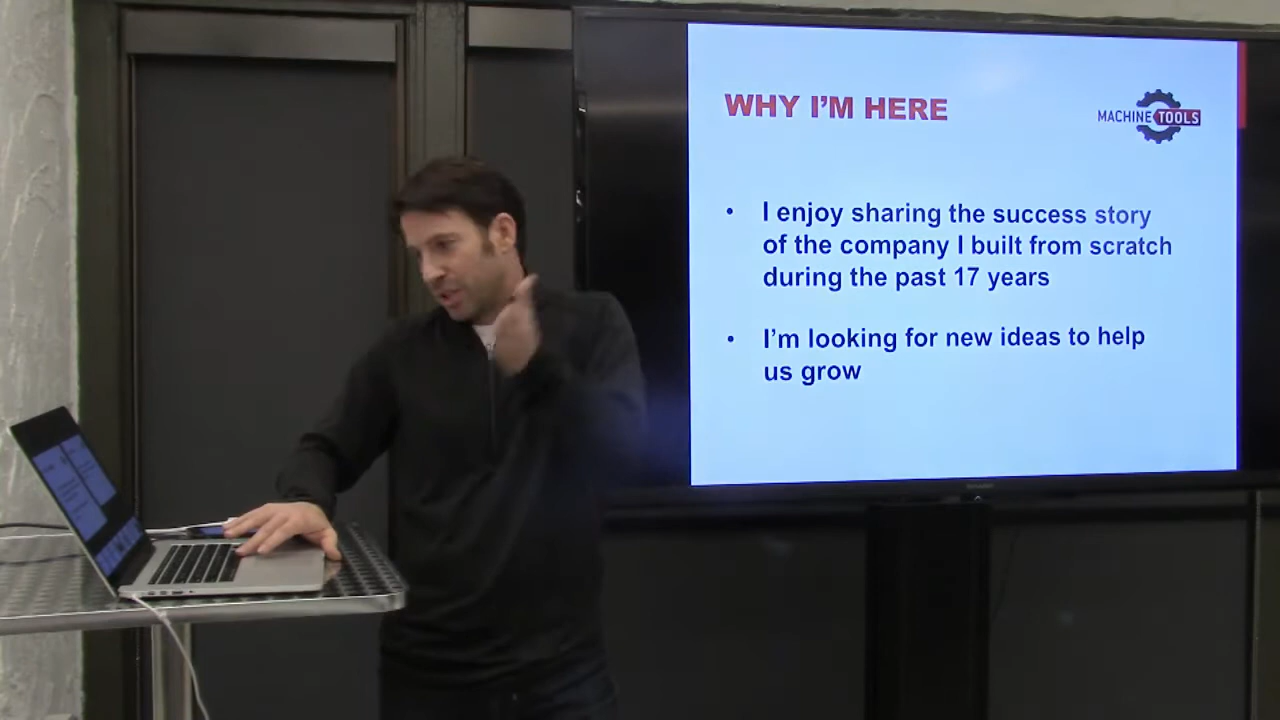 WHY I'M HERE
MACHINE TOOLS
• I enjoy sharing the success story
of the company I built from scratch
during the past 17 years
• I'm looking for new ideas to help
us grow